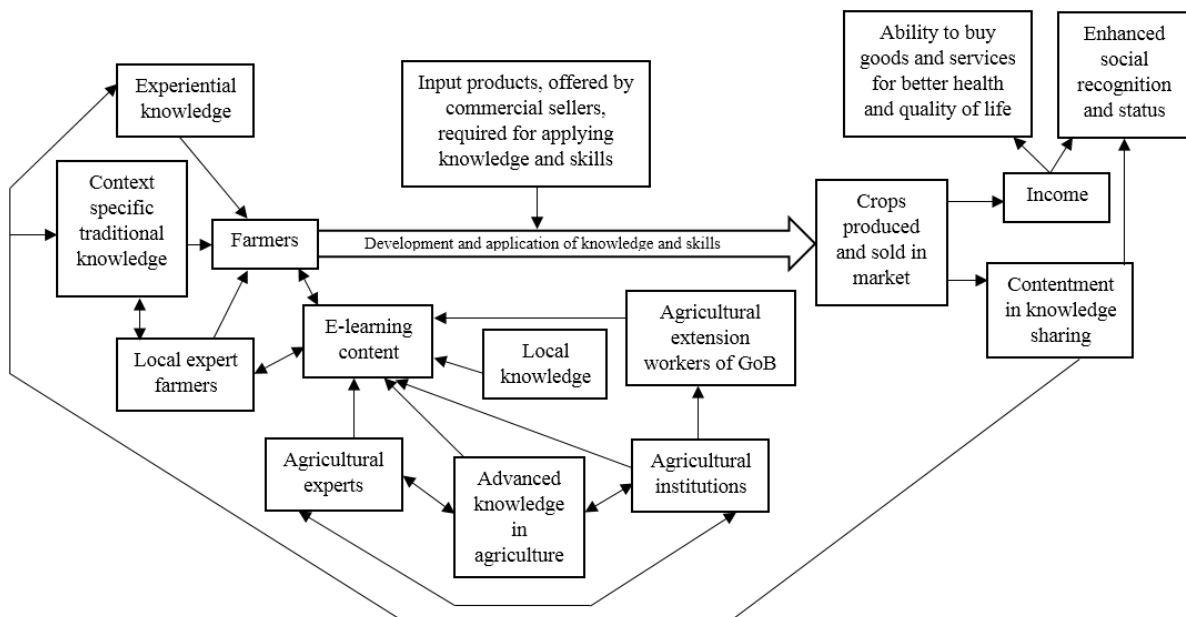 Ability to buy
goods and services
for better health
and quality of life
Enhanced
social
recognition
and status
Experiential
knowledge
Input products, offered by
commercial sellers,
required for applying
knowledge and skills
Context
specific
traditional
knowledge
Farmers
Development and application of knowledge and skills
Crops
produced
and sold in
market
Income
Contentment
in knowledge
sharing
E-learning
content
Local
knowledge
Agricultural
extension
workers of GoB
Local expert
farmers
Agricultural
experts
Advanced
knowledge
in
agriculture
Agricultural
institutions